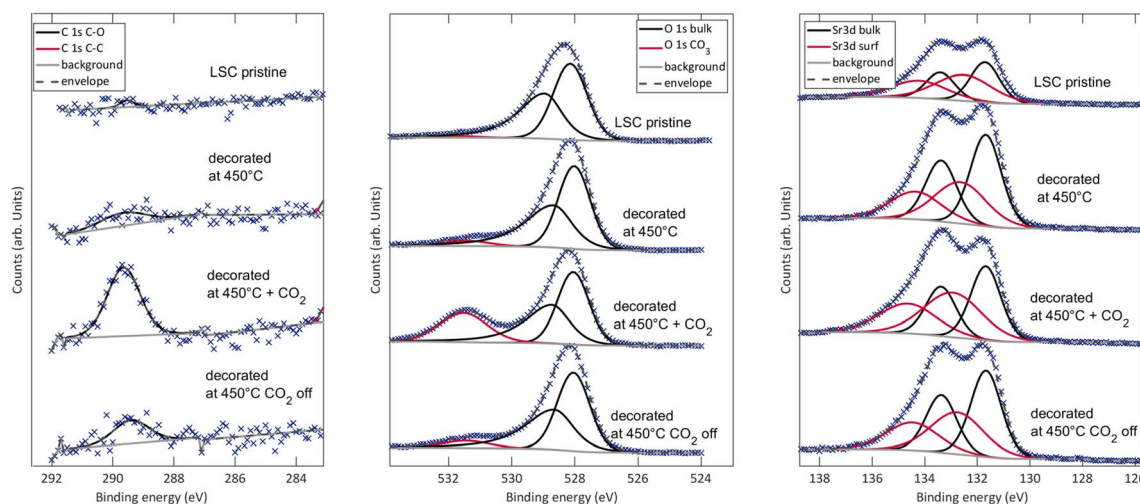 C 1s C-O
C 1s C-C
background
envelope
LSC pristine
decorated
at 450°C
decorated
at 450°C + CO2
decorated
at 450°C CO2 off
Counts (arb. Units)
292 290 288 286 284
Binding energy (eV)
O 1s bulk
O 1s CO3
background
envelope
LSC pristine
decorated
at 450°C
decorated
at 450°C + CO2
decorated
at 450°C CO2 off
Counts (arb. Units)
532 530 528 526 524
Binding energy (eV)
Sr3d bulk
Sr3d surf
background
envelope
LSC pristine
decorated
at 450°C
decorated
at 450°C + CO2
decorated
at 450°C CO2 off
Counts (arb. Units)
138 136 134 132 130 128
Binding energy (eV)